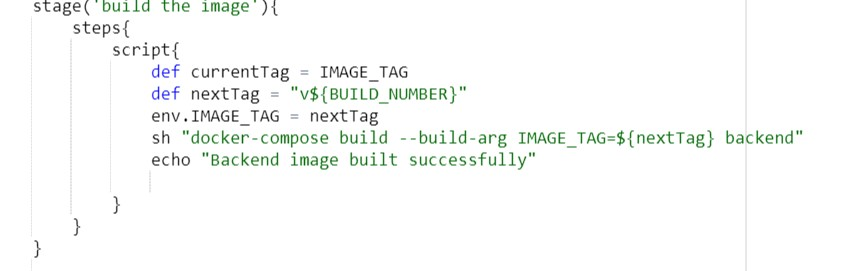 stage('build the image'){
steps{
script{
def currentTag = IMAGE_TAG
def nextTag = "v${BUILD_NUMBER}"
env.IMAGE_TAG = nextTag
sh "docker-compose build --build-arg IMAGE_TAG=${nextTag} backend"
echo "Backend image built successfully"
}
}
}